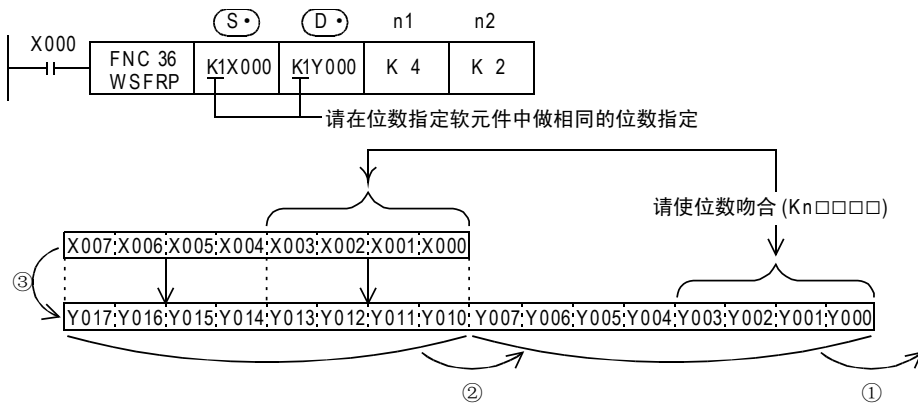 S· D· n1 n2
X000
FNC 36 K1X000 K1Y000 K 4 K 2
WSFRP
请在位数指定软元件中做相同的位数指定
请使位数吻合 (Kn□□□□)
X007 X006 X005 X004 X003 X002 X001 X000
③
Y017 Y016 Y015 Y014 Y013 Y012 Y011 Y010 Y007 Y006 Y005 Y004 Y003 Y002 Y001 Y000
② ①